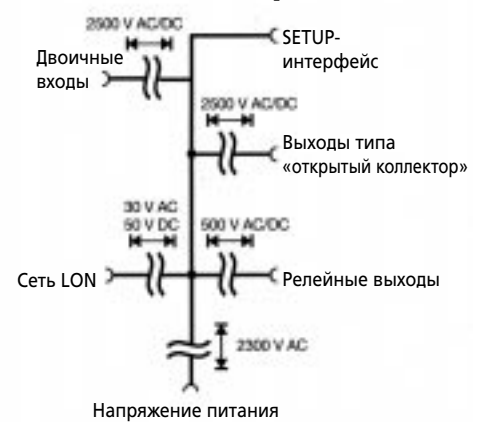 2500 V AC/DC
SETUP-
интерфейс
Двоичные
входы
2500 V AC/DC
Выходы типа
«открытый коллектор»
30 V AC
50 V DC
500 V AC/DC
Сеть LON
Релейные выходы
2300 V AC
Напряжение питания